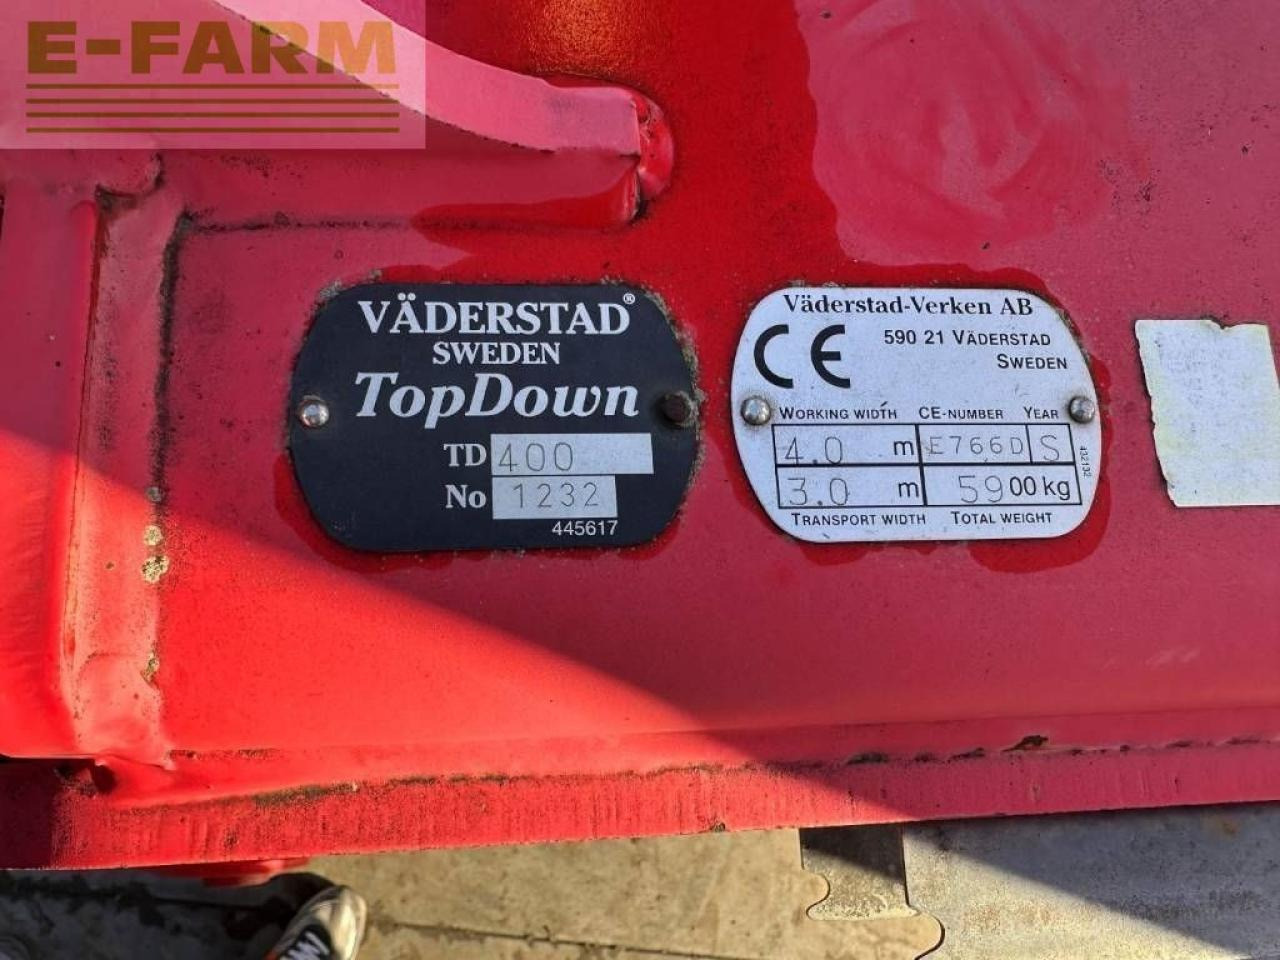 E-FARM
VÄDERSTAD®
SWEDEN
TopDown
TD 400
No 1232
445617
Väderstad-Verken AB
CE
590 21 VÄDERSTAD
SWEDEN
WORKING WIDTH CE-NUMBER YEAR
4.0 m E766D S
3.0 m 5900 kg
TRANSPORT WIDTH TOTAL WEIGHT
432132